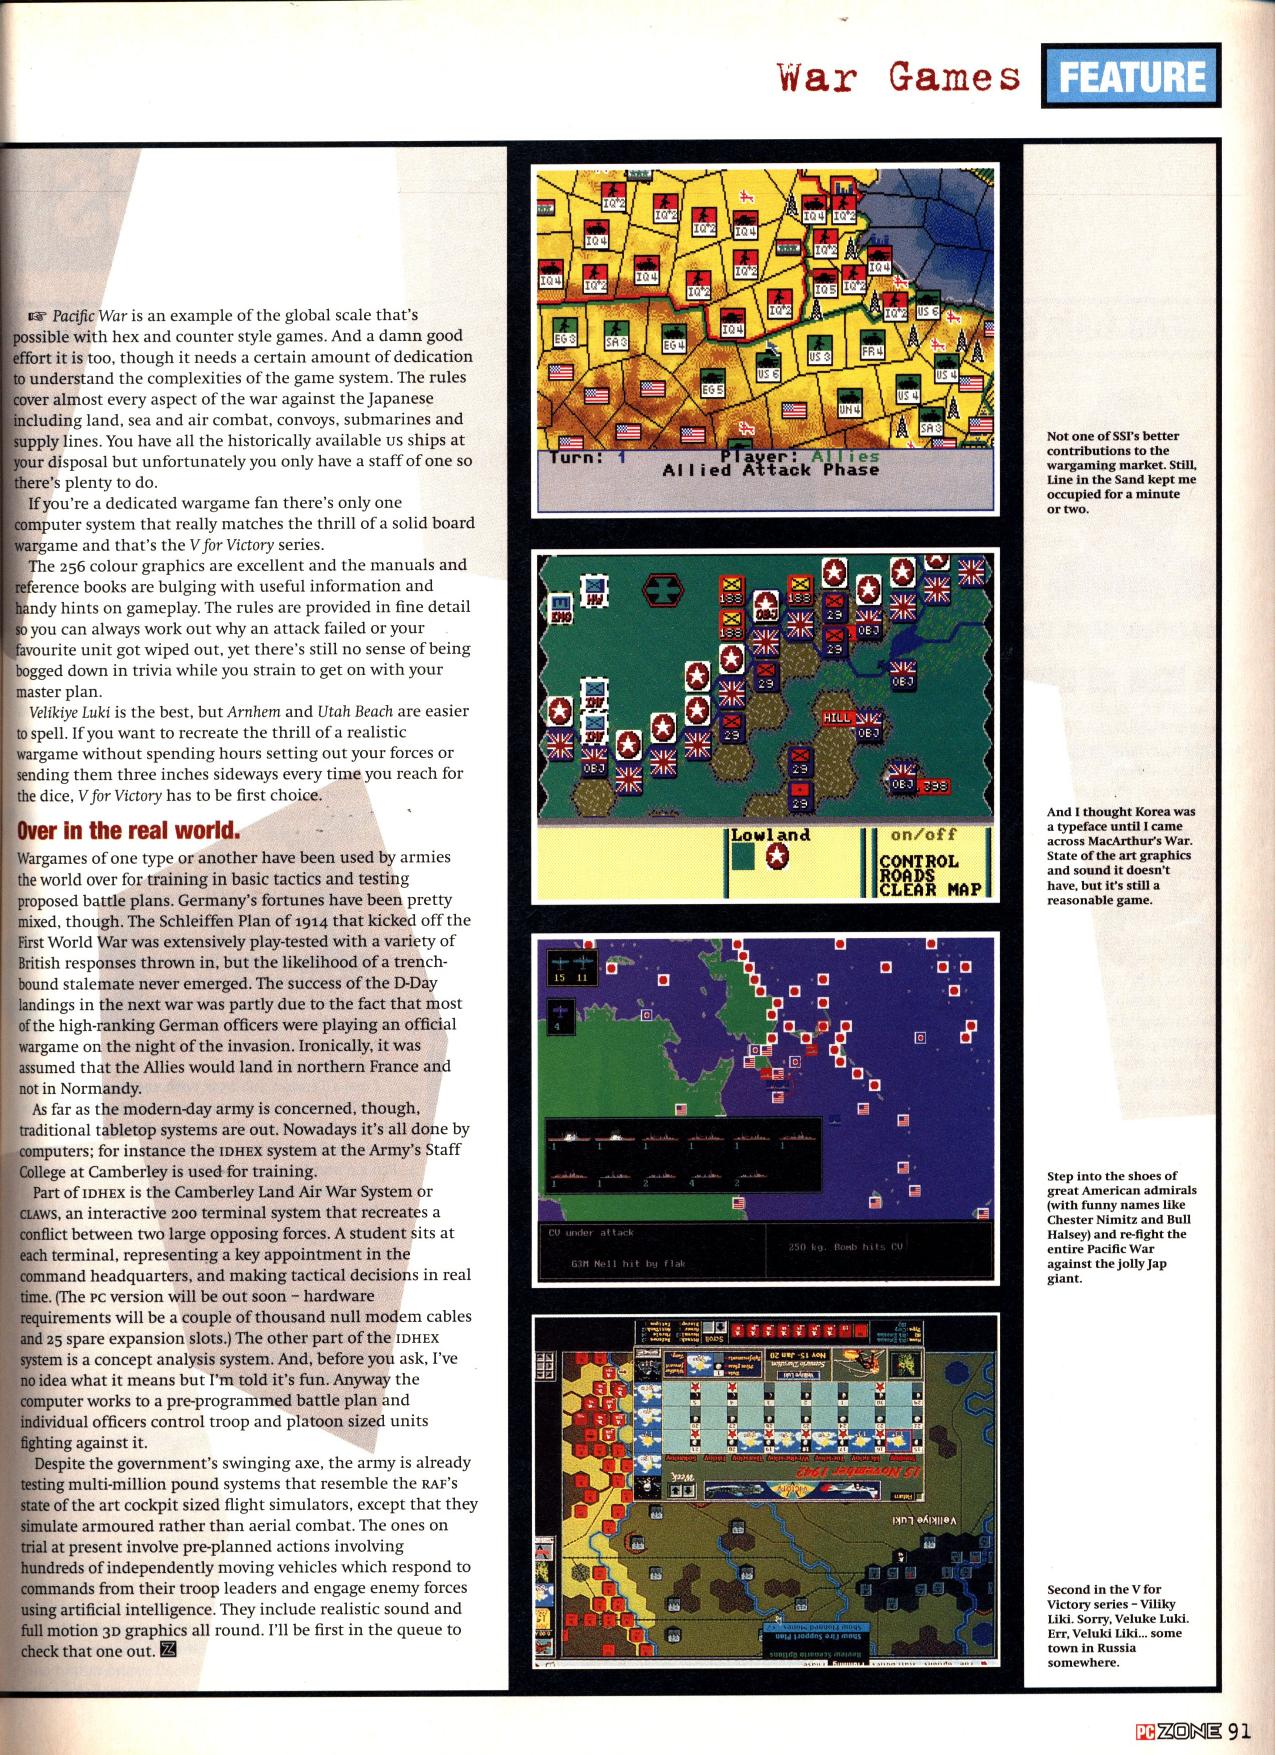 War Games FEATURE
☞ Pacific War is an example of the global scale that's
possible with hex and counter style games. And a damn good
effort it is too, though it needs a certain amount of dedication
to understand the complexities of the game system. The rules
cover almost every aspect of the war against the Japanese
including land, sea and air combat, convoys, submarines and
supply lines. You have all the historically available US ships at
your disposal but unfortunately you only have a staff of one so
there's plenty to do.
If you're a dedicated wargame fan there's only one
computer system that really matches the thrill of a solid board
wargame and that's the V for Victory series.
The 256 colour graphics are excellent and the manuals and
reference books are bulging with useful information and
handy hints on gameplay. The rules are provided in fine detail
so you can always work out why an attack failed or your
favourite unit got wiped out, yet there's still no sense of being
bogged down in trivia while you strain to get on with your
master plan.
Velikiye Luki is the best, but Arnhem and Utah Beach are easier
to spell. If you want to recreate the thrill of a realistic
wargame without spending hours setting out your forces or
sending them three inches sideways every time you reach for
the dice, V for Victory has to be first choice.
Over in the real world.
Wargames of one type or another have been used by armies
the world over for training in basic tactics and testing
proposed battle plans. Germany's fortunes have been pretty
mixed, though. The Schleiffen Plan of 1914 that kicked off the
First World War was extensively play-tested with a variety of
British responses thrown in, but the likelihood of a trench-
bound stalemate never emerged. The success of the D-Day
landings in the next war was partly due to the fact that most
of the high-ranking German officers were playing an official
wargame on the night of the invasion. Ironically, it was
assumed that the Allies would land in northern France and
not in Normandy.
As far as the modern-day army is concerned, though,
traditional tabletop systems are out. Nowadays it's all done by
computers; for instance the IDHEX system at the Army's Staff
College at Camberley is used for training.
Part of IDHEX is the Camberley Land Air War System or
CLAWS, an interactive 200 terminal system that recreates a
conflict between two large opposing forces. A student sits at
each terminal, representing a key appointment in the
command headquarters, and making tactical decisions in real
time. (The PC version will be out soon – hardware
requirements will be a couple of thousand null modem cables
and 25 spare expansion slots.) The other part of the IDHEX
system is a concept analysis system. And, before you ask, I've
no idea what it means but I'm told it's fun. Anyway the
computer works to a pre-programmed battle plan and
individual officers control troop and platoon sized units
fighting against it.
Despite the government's swinging axe, the army is already
testing multi-million pound systems that resemble the RAF's
state of the art cockpit sized flight simulators, except that they
simulate armoured rather than aerial combat. The ones on
trial at present involve pre-planned actions involving
hundreds of independently moving vehicles which respond to
commands from their troop leaders and engage enemy forces
using artificial intelligence. They include realistic sound and
full motion 3D graphics all round. I'll be first in the queue to
check that one out. Z
Turn: 1 Player: Allies
Allied Attack Phase
Not one of SSI's better
contributions to the
wargaming market. Still,
Line in the Sand kept me
occupied for a minute
or two.
HILL
Lowland
on/off
CONTROL
ROADS
CLEAR MAP
And I thought Korea was
a typeface until I came
across MacArthur's War.
State of the art graphics
and sound it doesn't
have, but it's still a
reasonable game.
15 11
4
CV under attack
G3M Nell hit by flak
250 kg. Bomb hits CV
Step into the shoes of
great American admirals
(with funny names like
Chester Nimitz and Bull
Halsey) and re-fight the
entire Pacific War
against the jolly Jap
giant.
Scroll
Nov 15- Jan 20
Scenario Duration
Velikiye Luki
15 November 1942
Week
Return
Velikiye Luki
Show Fire Support Plan
Review Scenario Options
Second in the V for
Victory series – Viliky
Liki. Sorry, Veluke Luki.
Err, Veluki Liki... some
town in Russia
somewhere.
PC ZONE 91